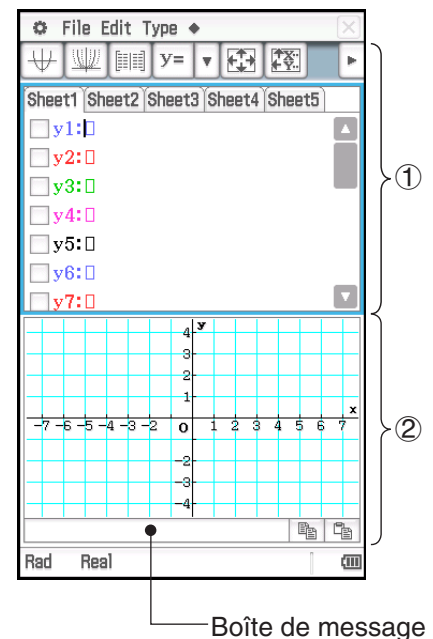 File Edit Type ◆
Y= ▼
Sheet1 Sheet2 Sheet3 Sheet4 Sheet5
y1:▯
y2:▯
y3:▯
y4:▯
y5:▯
y6:▯
y7:▯
①
y
4
3
2
1
x
-7 -6 -5 -4 -3 -2 O 1 2 3 4 5 6 7
-2
-3
-4
②
Rad Real
Boîte de message